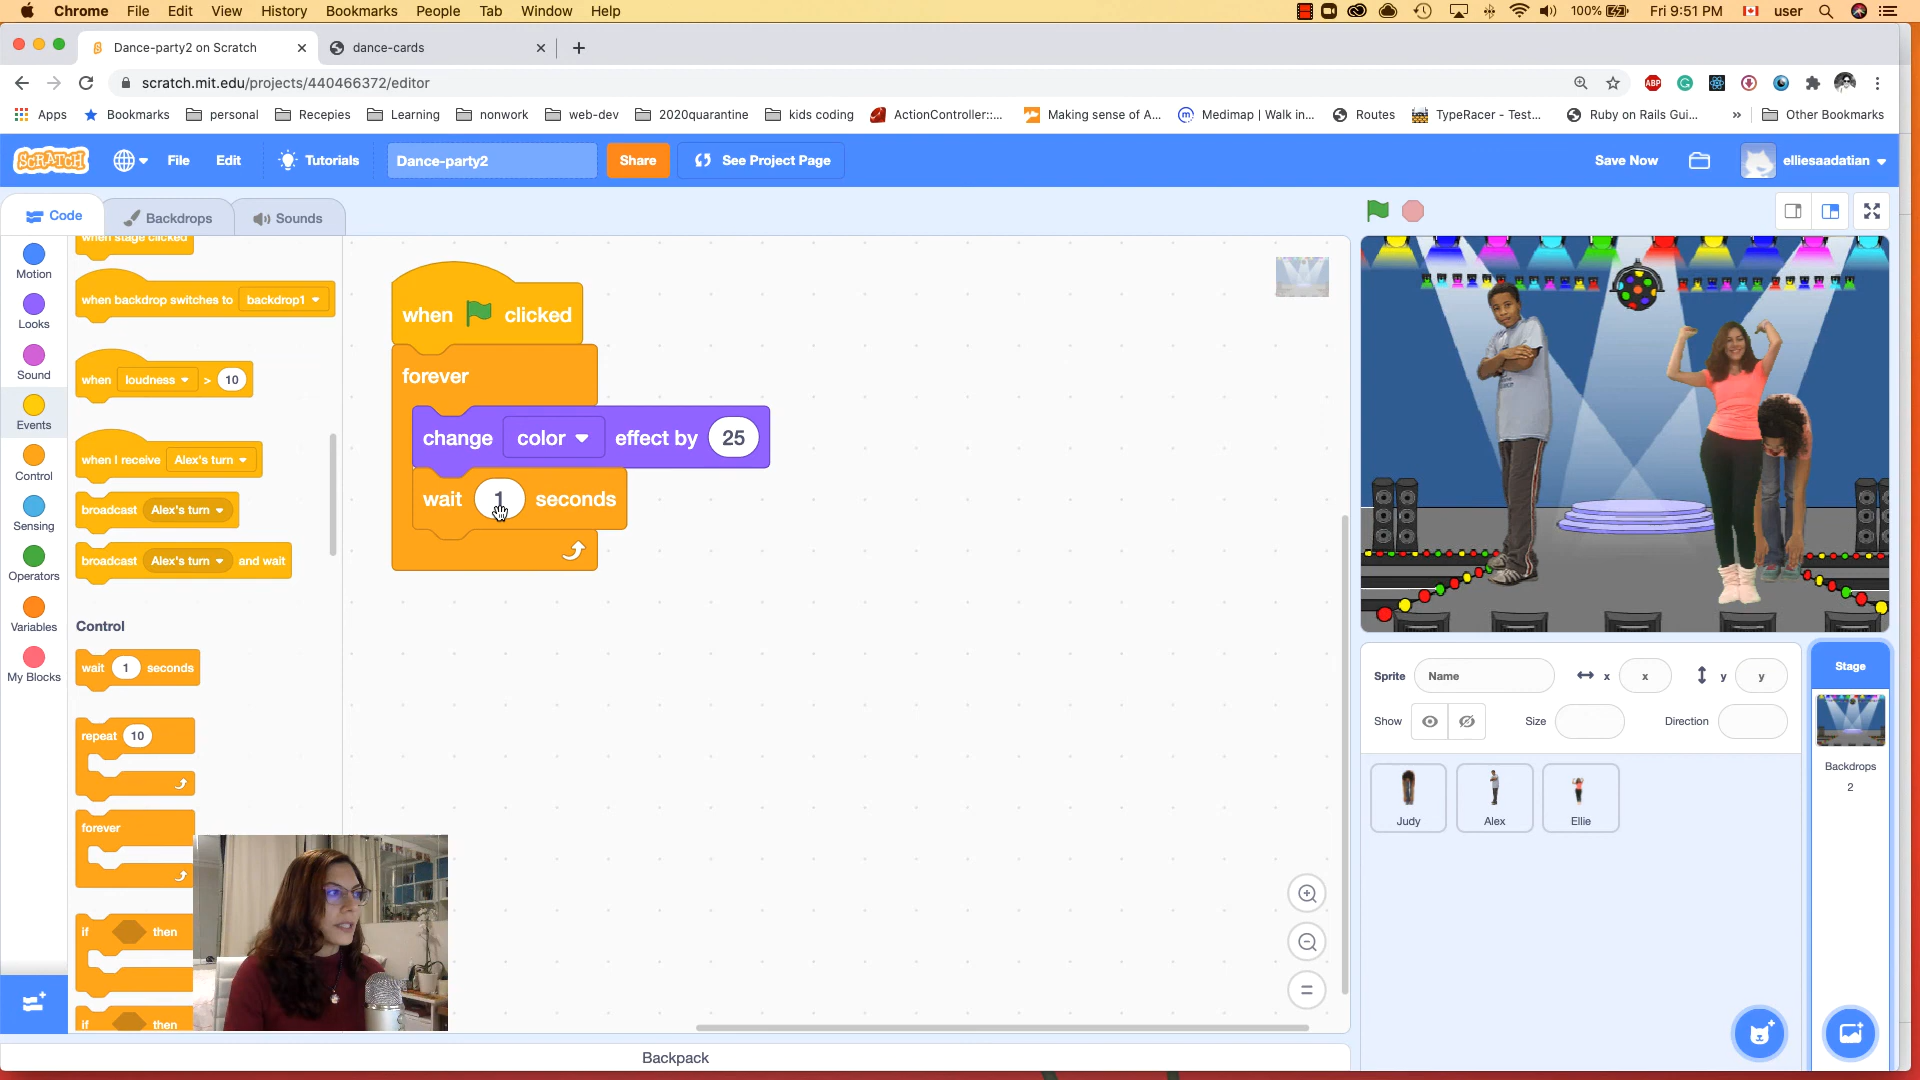 Chrome File Edit View History Bookmarks People Tab Window Help 100% Fri 9:51 PM user
Dance-party2 on Scratch dance-cards
scratch.mit.edu/projects/440466372/editor ABP
Apps Bookmarks personal Recepies Learning nonwork web-dev 2020quarantine kids coding ActionController::... Making sense of A... Medimap | Walk in... Routes TypeRacer - Test... Ruby on Rails Gui... » Other Bookmarks
SCRATCH File Edit Tutorials Dance-party2 Share See Project Page Save Now elliesaadatian
Code Backdrops Sounds
Motion
Looks
Sound
Events
Control
Sensing
Operators
Variables
My Blocks
when stage clicked
when backdrop switches to backdrop1
when loudness > 10
when I receive Alex's turn
broadcast Alex's turn
broadcast Alex's turn and wait
Control
wait 1 seconds
repeat 10
forever
if then
if then
when clicked
forever
change color effect by 25
wait 1 seconds
Sprite Name x x y y
Show Size Direction
Judy Alex Ellie
Stage
Backdrops
2
Backpack